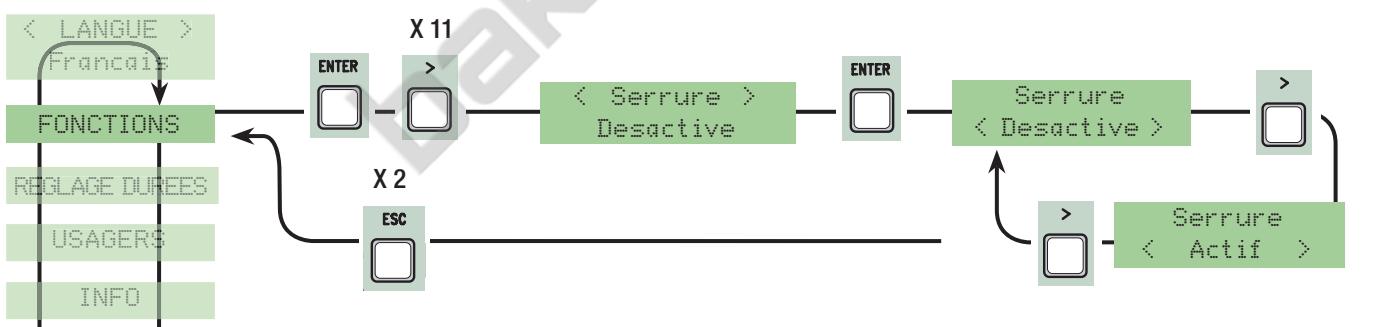 < LANGUE >
Francais
FONCTIONS
REGLAGE DUREES
USAGERS
INFO
ENTER
X 11
>
< Serrure >
Desactive
ENTER
Serrure
< Desactive >
>
Serrure
< Actif >
>
X 2
ESC